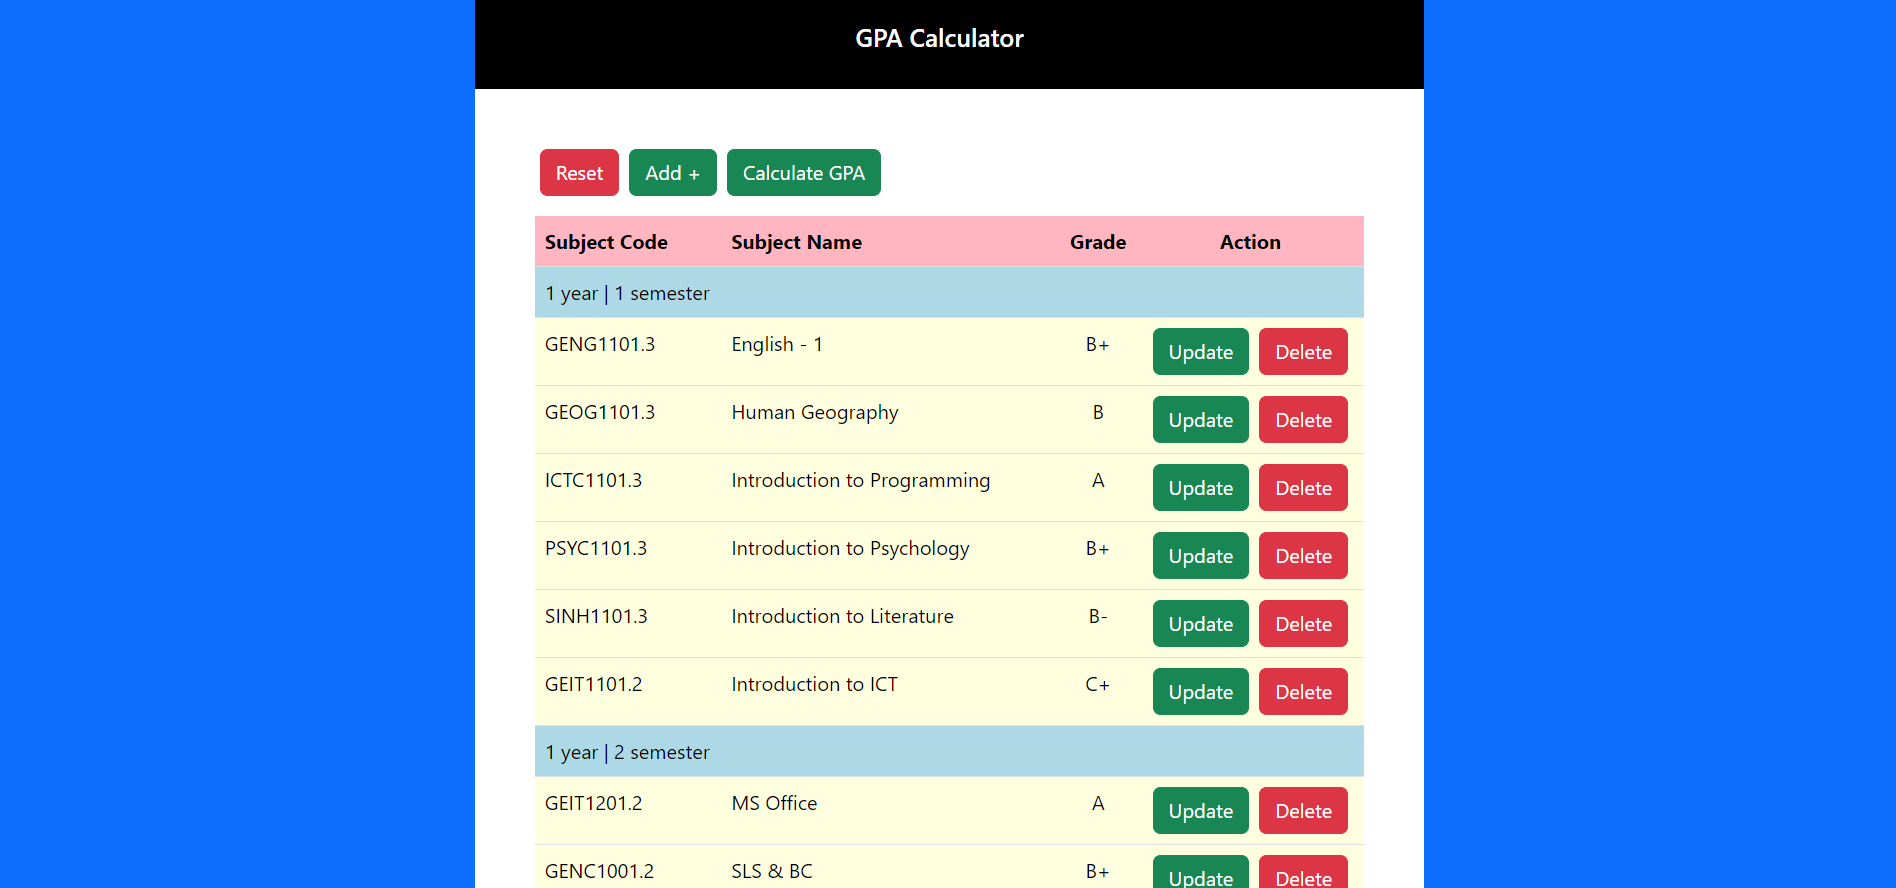 GPA Calculator
Reset Add + Calculate GPA
Subject Code Subject Name Grade Action
1 year | 1 semester
GENG1101.3 English - 1 B+ Update Delete
GEOG1101.3 Human Geography B Update Delete
ICTC1101.3 Introduction to Programming A Update Delete
PSYC1101.3 Introduction to Psychology B+ Update Delete
SINH1101.3 Introduction to Literature B- Update Delete
GEIT1101.2 Introduction to ICT C+ Update Delete
1 year | 2 semester
GEIT1201.2 MS Office A Update Delete
GENC1001.2 SLS & BC B+ Update Delete